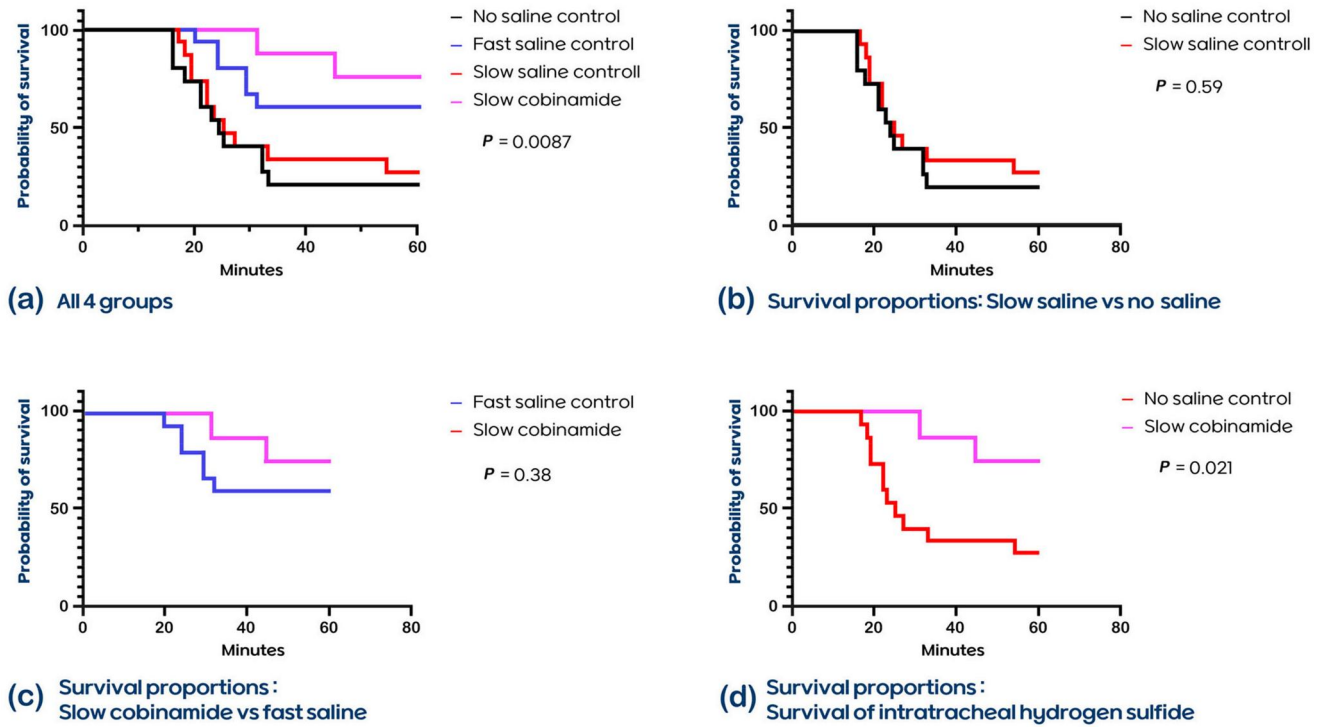 Probability of survival
100
50
0
0
20
40
60
Minutes
No saline control
Fast saline control
Slow saline controll
Slow cobinamide
P = 0.0087
(a) All 4 groups
Probability of survival
100
50
0
0
20
40
60
80
Minutes
No saline control
Slow saline controll
P = 0.59
(b) Survival proportions: Slow saline vs no saline
Probability of survival
100
50
0
0
20
40
60
80
Minutes
Fast saline control
Slow cobinamide
P = 0.38
(c) Survival proportions :
Slow cobinamide vs fast saline
Probability of survival
100
50
0
0
20
40
60
80
Minutes
No saline control
Slow cobinamide
P = 0.021
(d) Survival proportions :
Survival of intratracheal hydrogen sulfide